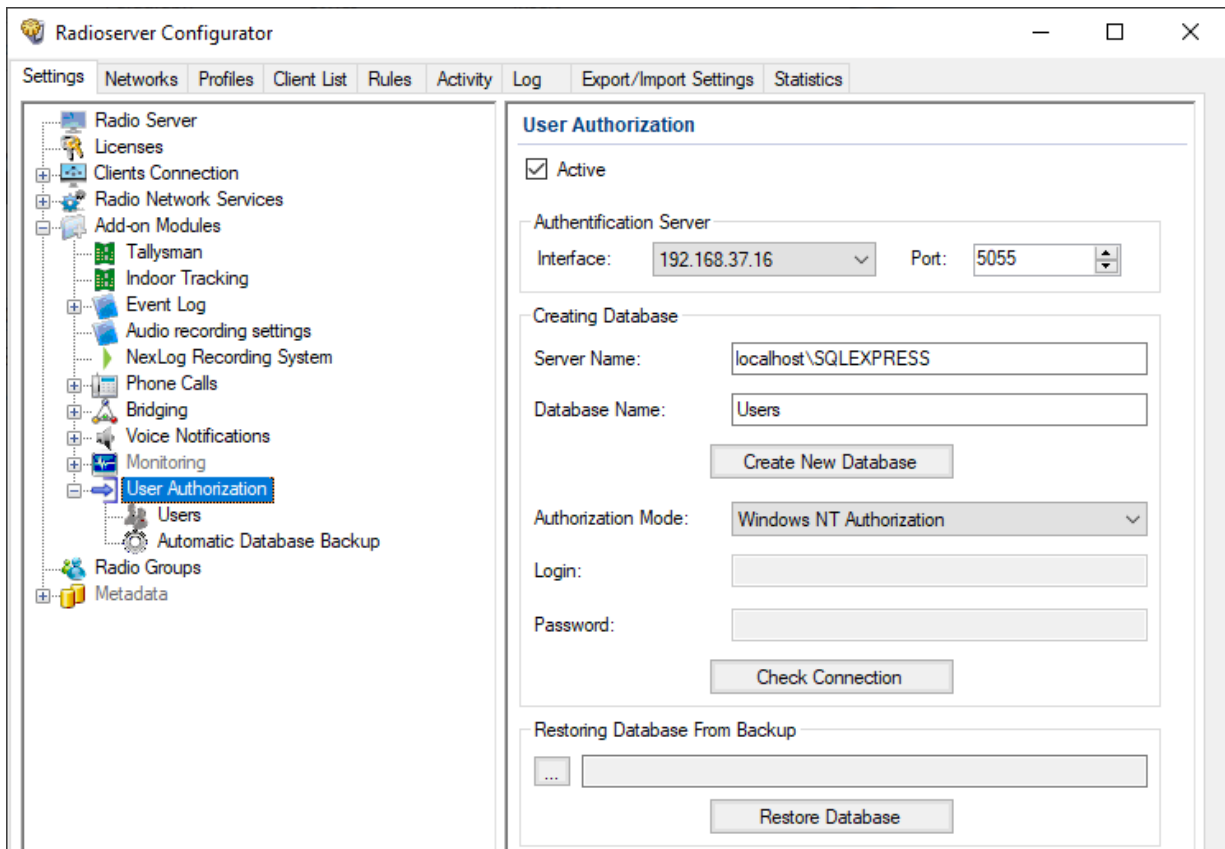 Radioserver Configurator
Settings Networks Profiles Client List Rules Activity Log Export/Import Settings Statistics
Radio Server
Licenses
Clients Connection
Radio Network Services
Add-on Modules
Tallysman
Indoor Tracking
Event Log
Audio recording settings
NexLog Recording System
Phone Calls
Bridging
Voice Notifications
Monitoring
User Authorization
Users
Automatic Database Backup
Radio Groups
Metadata
User Authorization
Active
Authentification Server
Interface: 192.168.37.16 Port: 5055
Creating Database
Server Name: localhost\SQLEXPRESS
Database Name: Users
Create New Database
Authorization Mode: Windows NT Authorization
Login:
Password:
Check Connection
Restoring Database From Backup
...
Restore Database